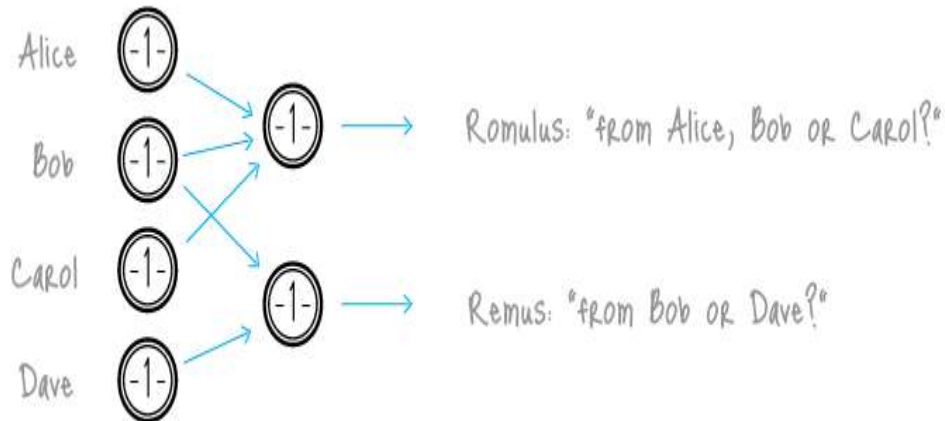 Alice -1-
-1- Romulus: "from Alice, Bob or Carol?"
Bob -1-
Carol -1-
-1- Remus: "from Bob or Dave?"
Dave -1-